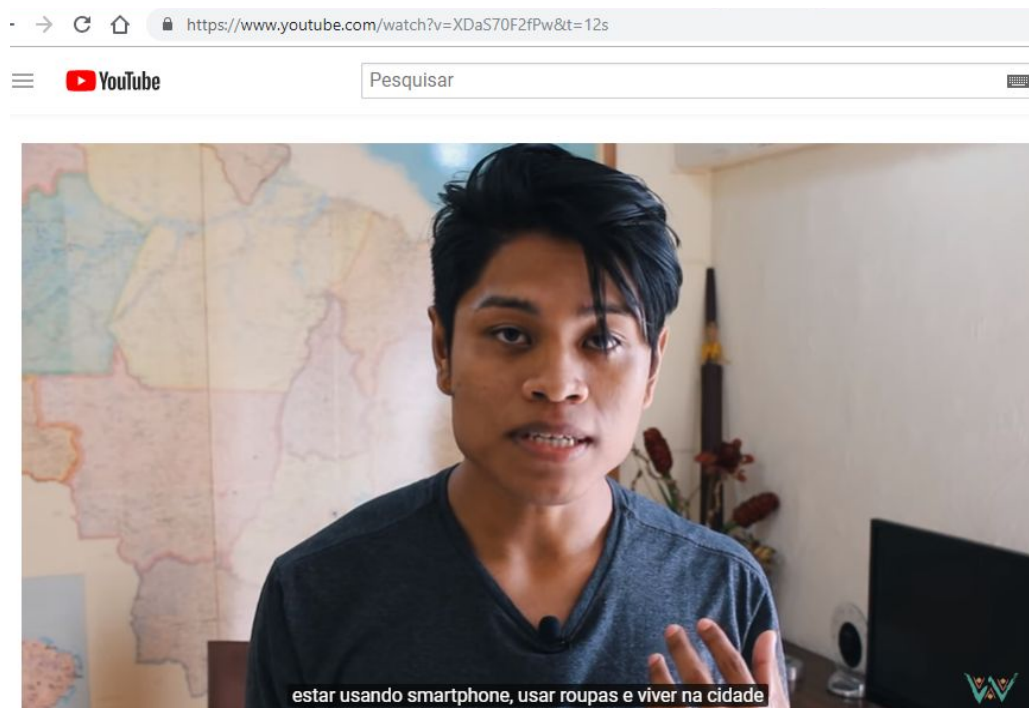 https://www.youtube.com/watch?v=XDaS70F2fPw&t=12s
YouTube
Pesquisar
estar usando smartphone, usar roupas e viver na cidade